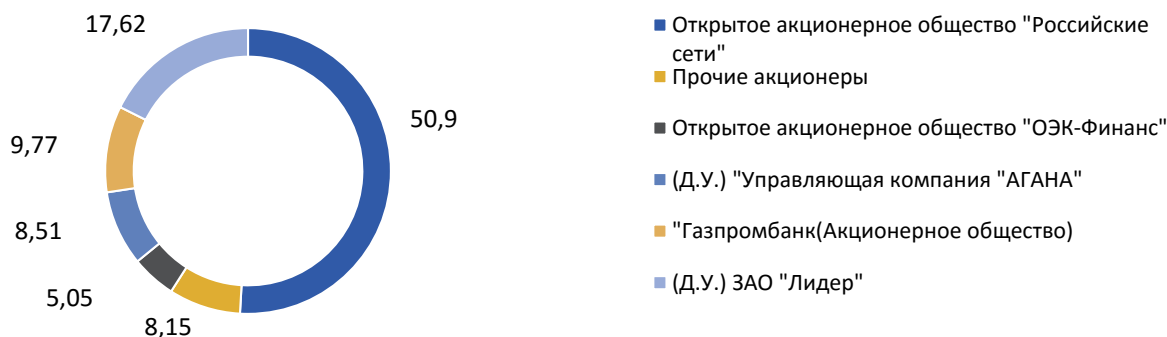 17,62
50,9
9,77
8,51
5,05
8,15
Открытое акционерное общество "Российские
сети"
Прочие акционеры
Открытое акционерное общество "ОЭК-Финанс"
(Д.У.) "Управляющая компания "АГАНА"
"Газпромбанк(Акционерное общество)
(Д.У.) ЗАО "Лидер"